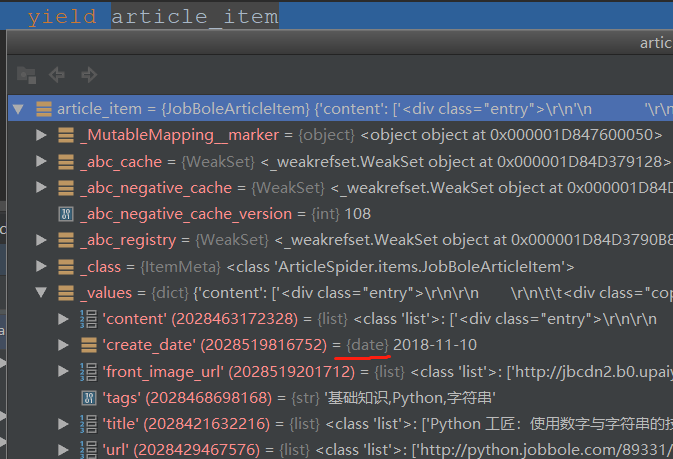 yield article_item
artic
article_item = {JobBoleArticleItem} {'content': ['<div class="entry">\r\n'\n '\r\n
_MutableMapping__marker = {object} <object object at 0x000001D847600050>
_abc_cache = {WeakSet} <_weakrefset.WeakSet object at 0x000001D84D379128>
_abc_negative_cache = {WeakSet} <_weakrefset.WeakSet object at 0x000001D84D
_abc_negative_cache_version = {int} 108
_abc_registry = {WeakSet} <_weakrefset.WeakSet object at 0x000001D84D3790B8
_class = {ItemMeta} <class 'ArticleSpider.items.JobBoleArticleItem'>
_values = {dict} {'content': ['<div class="entry">\r\n\r\n \r\n\t\t<div class="cop
'content' (2028463172328) = {list} <class 'list'>: ['<div class="entry">\r\n\r\n
'create_date' (2028519816752) = {date} 2018-11-10
'front_image_url' (2028519201712) = {list} <class 'list'>: ['http://jbcdn2.b0.upaiy
'tags' (2028468698168) = {str} '基础知识,Python,字符串'
'title' (2028421632216) = {list} <class 'list'>: ['Python 工匠：使用数字与字符串的技
'url' (2028429467576) = {list} <class 'list'>: ['http://python.jobbole.com/89331/